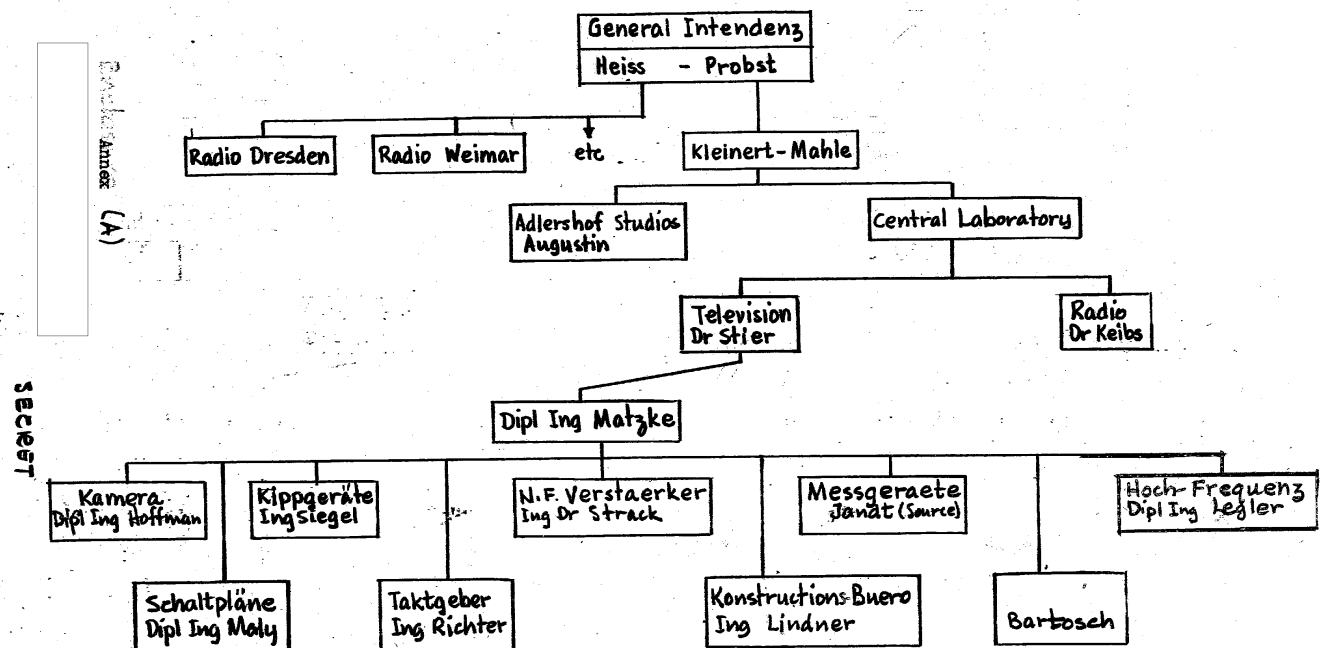 General Intendenz
Heiss - Probst
Annex (A)
Radio Dresden
Radio Weimar
etc
Kleinert-Mahle
Adlershof Studios
Augustin
Central Laboratory
Television
Dr Stier
Radio
Dr Keibs
SECRET
Dipl Ing Matzke
Kamera
Dipl Ing Hoffman
Kippgeräte
Ing Siegel
N.F. Verstaerker
Ing Dr Strack
Messgeraete
Jandt (Source)
Hoch-Frequenz
Dipl Ing Legler
Schaltpläne
Dipl Ing Maly
Taktgeber
Ing Richter
Konstructions-Buero
Ing Lindner
Bartosch